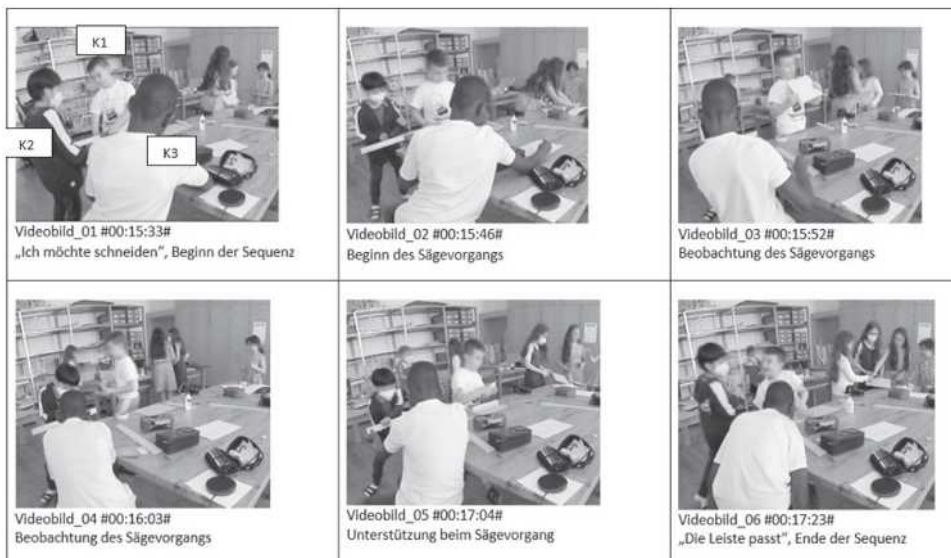 K1
K2
K3
Videobild_01 #00:15:33#
„Ich möchte schneiden“, Beginn der Sequenz
Videobild_02 #00:15:46#
Beginn des Sägevorgangs
Videobild_03 #00:15:52#
Beobachtung des Sägevorgangs
Videobild_04 #00:16:03#
Beobachtung des Sägevorgangs
Videobild_05 #00:17:04#
Unterstützung beim Sägevorgang
Videobild_06 #00:17:23#
„Die Leiste passt“, Ende der Sequenz